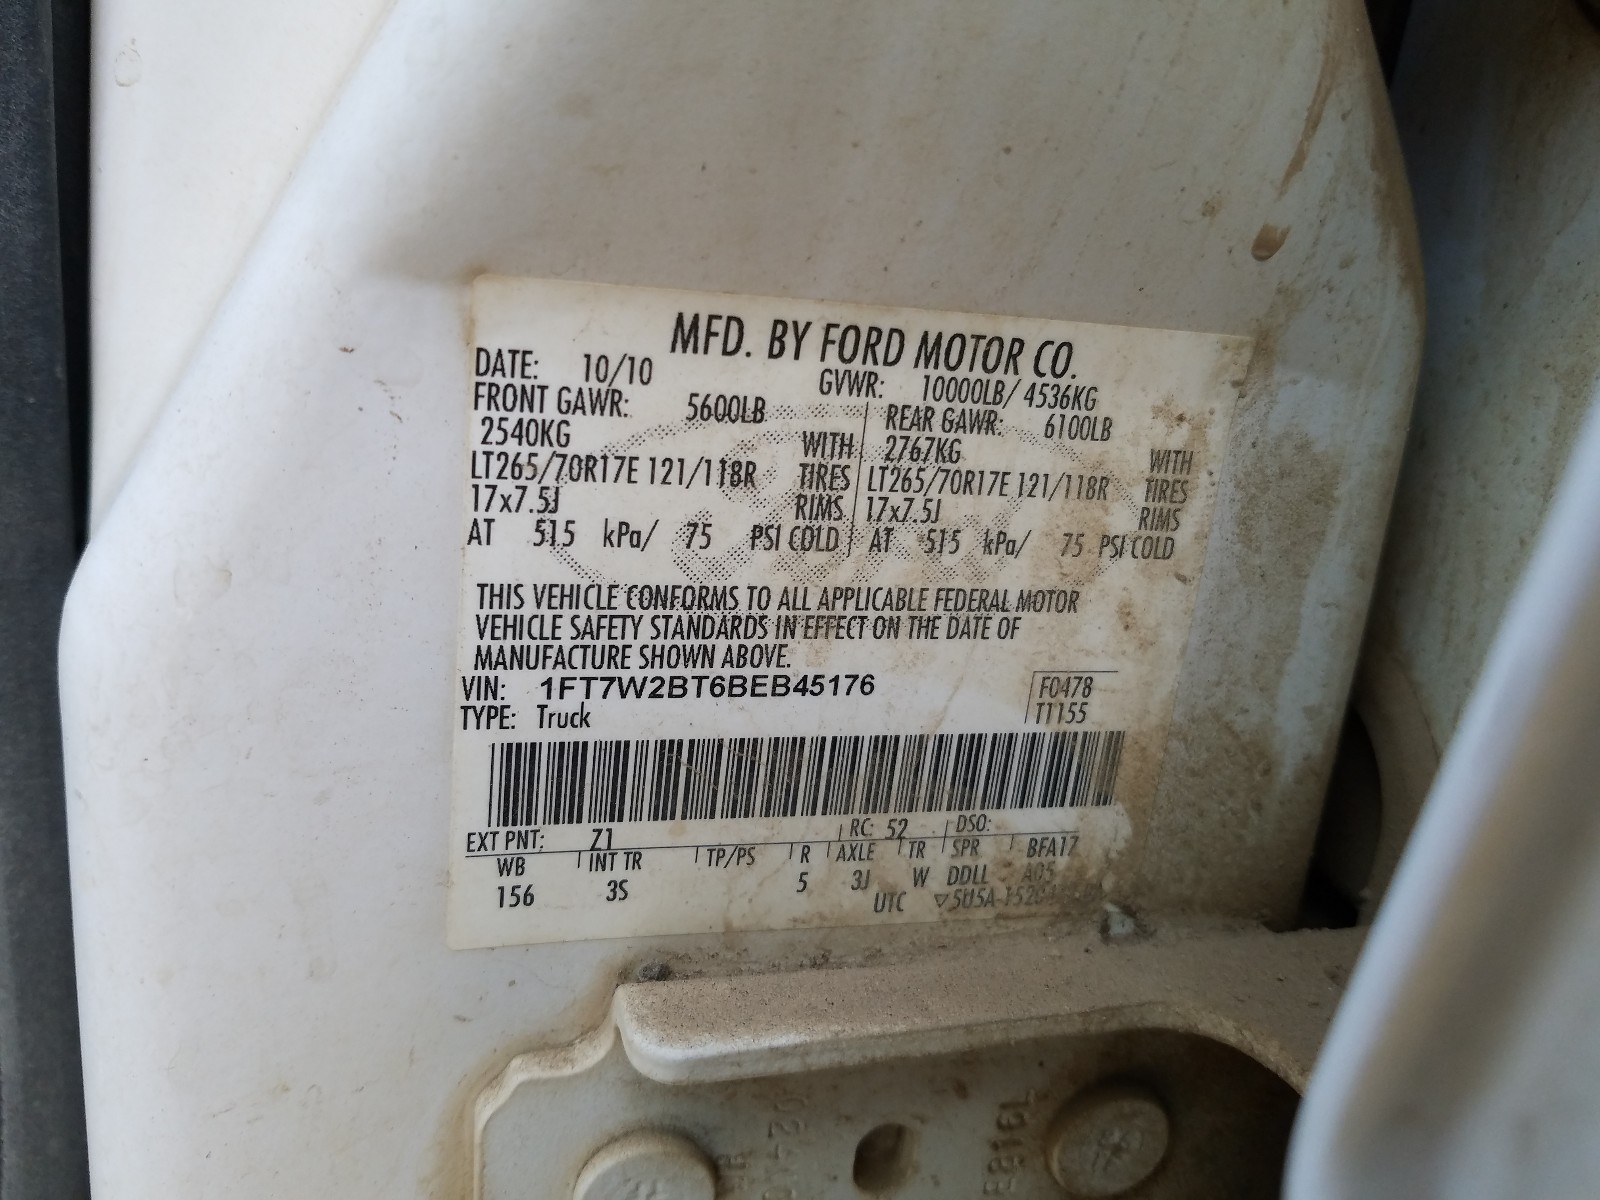 MFD. BY FORD MOTOR CO.
DATE: 10/10 GVWR: 10000LB/ 4536KG
FRONT GAWR: 5600LB REAR GAWR: 6100LB
2540KG WITH 2767KG WITH
LT265/70R17E 121/118R TIRES LT265/70R17E 121/118R TIRES
17x7.5J RIMS 17x7.5J RIMS
AT 515 kPa/ 75 PSI COLD AT 515 kPa/ 75 PSI COLD
THIS VEHICLE CONFORMS TO ALL APPLICABLE FEDERAL MOTOR
VEHICLE SAFETY STANDARDS IN EFFECT ON THE DATE OF
MANUFACTURE SHOWN ABOVE.
VIN: 1FT7W2BT6BEB45176 F0478
TYPE: Truck T1155
EXT PNT: Z1 RC: 52 DSO:
WB INT TR TP/PS R AXLE TR SPR BFA17
156 3S 5 3J W DDLL A05
UTC